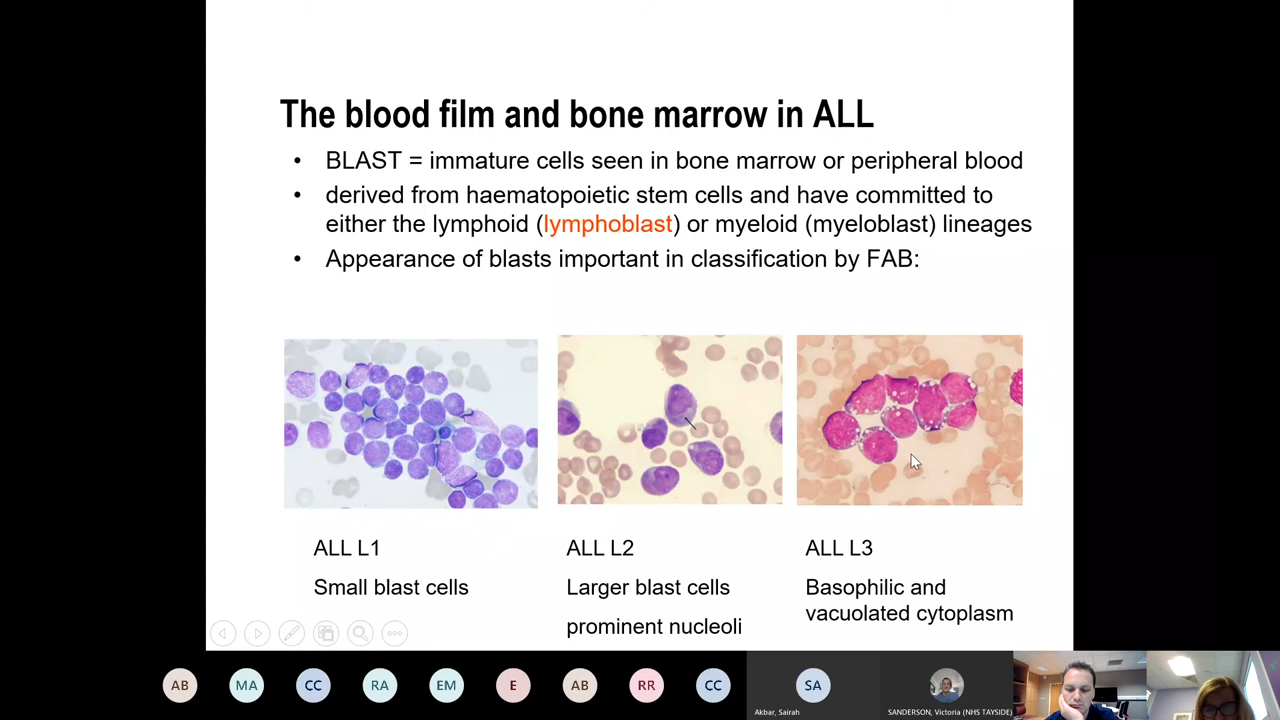 The blood film and bone marrow in ALL
• BLAST = immature cells seen in bone marrow or peripheral blood
• derived from haematopoietic stem cells and have committed to
either the lymphoid (lymphoblast) or myeloid (myeloblast) lineages
• Appearance of blasts important in classification by FAB:
ALL L1
Small blast cells
ALL L2
Larger blast cells
prominent nucleoli
ALL L3
Basophilic and
vacuolated cytoplasm
AB
MA
CC
RA
EM
E
AB
RR
CC
SA
Akbar, Sairah
SANDERSON, Victoria (NHS TAYSIDE)